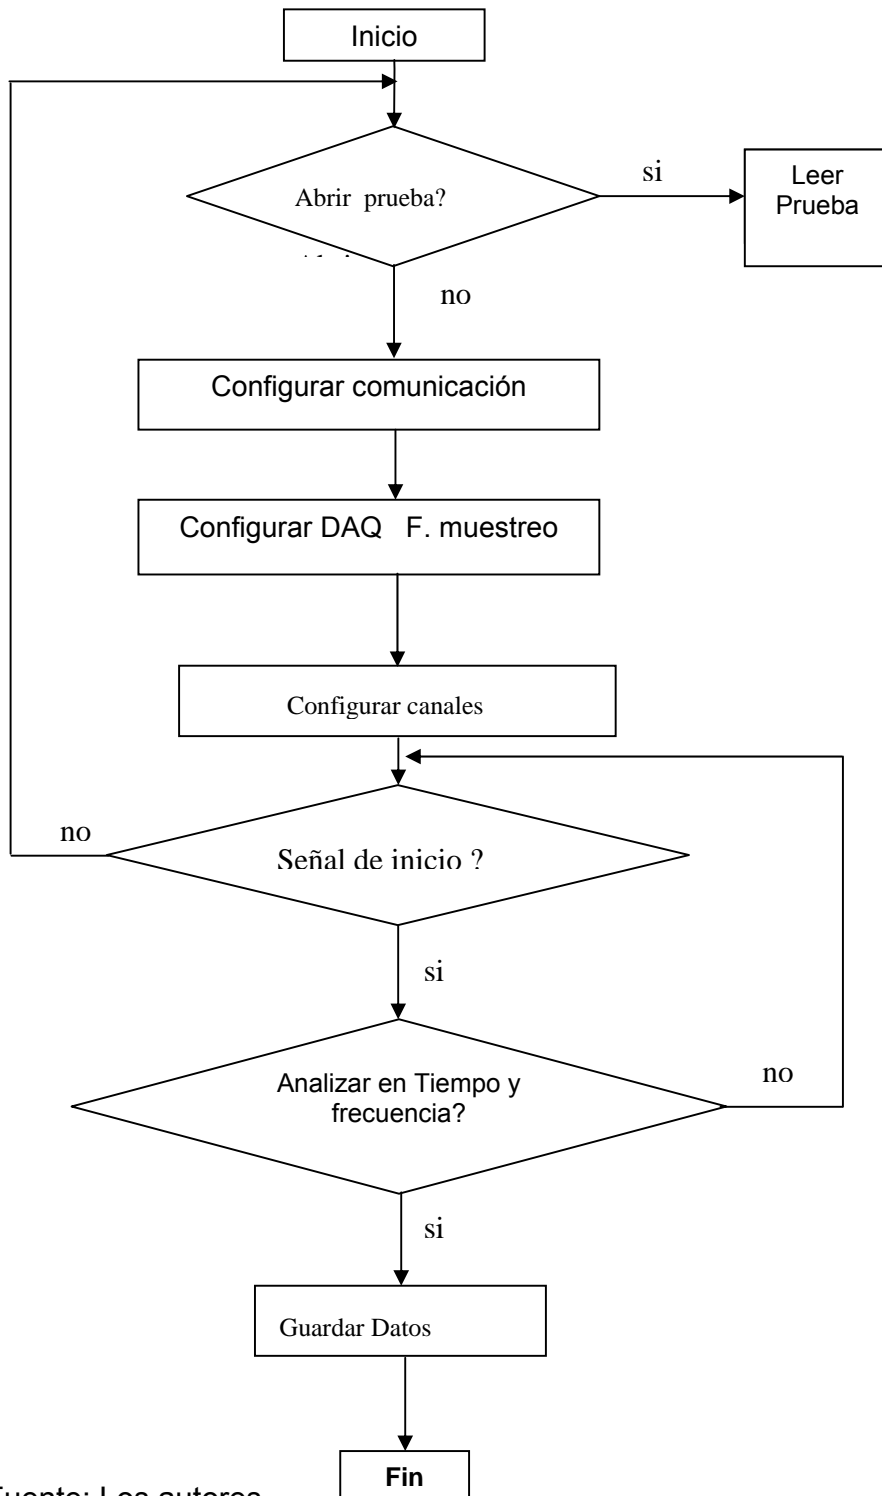 Inicio
Abrir prueba?
si
Leer
Prueba
no
Configurar comunicación
Configurar DAQ F. muestreo
Configurar canales
no
Señal de inicio ?
si
Analizar en Tiempo y
frecuencia?
no
si
Guardar Datos
Fin
Fuente: Los autores